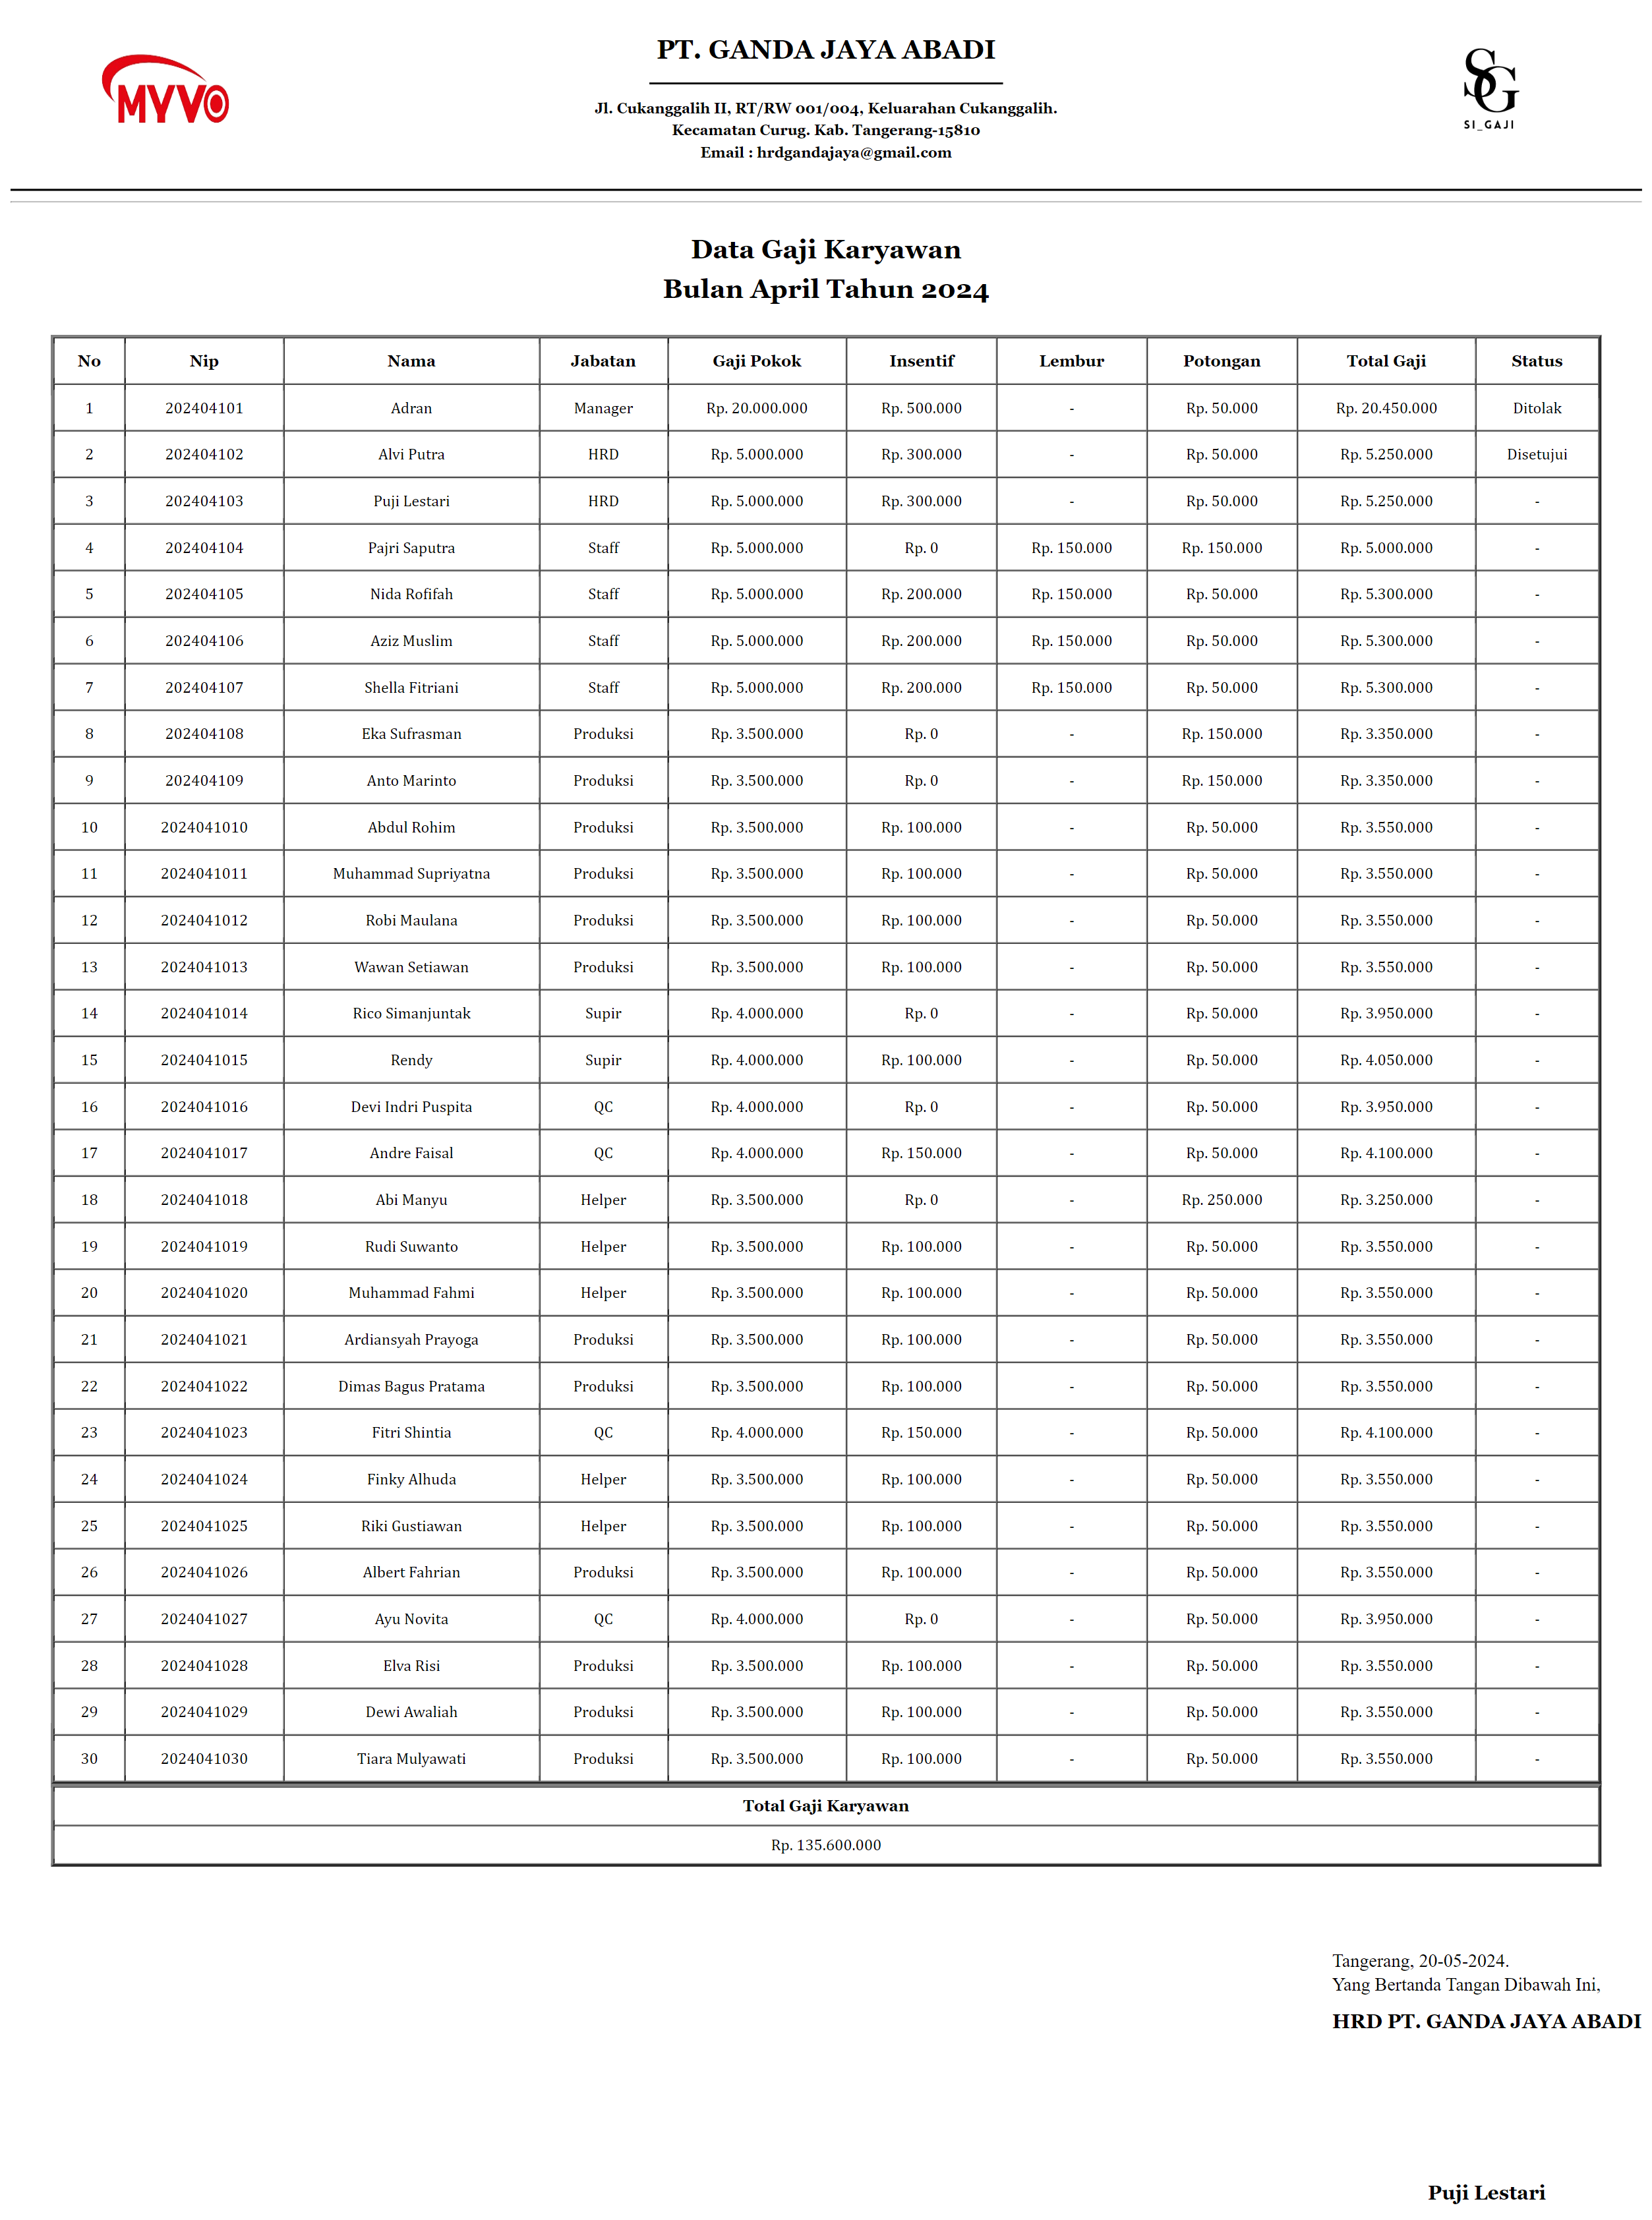 MYVO
PT. GANDA JAYA ABADI
Jl. Cukanggalih II, RT/RW 001/004, Keluarahan Cukanggalih.
Kecamatan Curug. Kab. Tangerang-15810
Email : hrdgandajaya@gmail.com
SG
SI_GAJI
Data Gaji Karyawan
Bulan April Tahun 2024
No Nip Nama Jabatan Gaji Pokok Insentif Lembur Potongan Total Gaji Status
1 202404101 Adran Manager Rp. 20.000.000 Rp. 500.000 - Rp. 50.000 Rp. 20.450.000 Ditolak
2 202404102 Alvi Putra HRD Rp. 5.000.000 Rp. 300.000 - Rp. 50.000 Rp. 5.250.000 Disetujui
3 202404103 Puji Lestari HRD Rp. 5.000.000 Rp. 300.000 - Rp. 50.000 Rp. 5.250.000 -
4 202404104 Pajri Saputra Staff Rp. 5.000.000 Rp. 0 Rp. 150.000 Rp. 150.000 Rp. 5.000.000 -
5 202404105 Nida Rofifah Staff Rp. 5.000.000 Rp. 200.000 Rp. 150.000 Rp. 50.000 Rp. 5.300.000 -
6 202404106 Aziz Muslim Staff Rp. 5.000.000 Rp. 200.000 Rp. 150.000 Rp. 50.000 Rp. 5.300.000 -
7 202404107 Shella Fitriani Staff Rp. 5.000.000 Rp. 200.000 Rp. 150.000 Rp. 50.000 Rp. 5.300.000 -
8 202404108 Eka Sufrasman Produksi Rp. 3.500.000 Rp. 0 - Rp. 150.000 Rp. 3.350.000 -
9 202404109 Anto Marinto Produksi Rp. 3.500.000 Rp. 0 - Rp. 150.000 Rp. 3.350.000 -
10 2024041010 Abdul Rohim Produksi Rp. 3.500.000 Rp. 100.000 - Rp. 50.000 Rp. 3.550.000 -
11 2024041011 Muhammad Supriyatna Produksi Rp. 3.500.000 Rp. 100.000 - Rp. 50.000 Rp. 3.550.000 -
12 2024041012 Robi Maulana Produksi Rp. 3.500.000 Rp. 100.000 - Rp. 50.000 Rp. 3.550.000 -
13 2024041013 Wawan Setiawan Produksi Rp. 3.500.000 Rp. 100.000 - Rp. 50.000 Rp. 3.550.000 -
14 2024041014 Rico Simanjuntak Supir Rp. 4.000.000 Rp. 0 - Rp. 50.000 Rp. 3.950.000 -
15 2024041015 Rendy Supir Rp. 4.000.000 Rp. 100.000 - Rp. 50.000 Rp. 4.050.000 -
16 2024041016 Devi Indri Puspita QC Rp. 4.000.000 Rp. 0 - Rp. 50.000 Rp. 3.950.000 -
17 2024041017 Andre Faisal QC Rp. 4.000.000 Rp. 150.000 - Rp. 50.000 Rp. 4.100.000 -
18 2024041018 Abi Manyu Helper Rp. 3.500.000 Rp. 0 - Rp. 250.000 Rp. 3.250.000 -
19 2024041019 Rudi Suwanto Helper Rp. 3.500.000 Rp. 100.000 - Rp. 50.000 Rp. 3.550.000 -
20 2024041020 Muhammad Fahmi Helper Rp. 3.500.000 Rp. 100.000 - Rp. 50.000 Rp. 3.550.000 -
21 2024041021 Ardiansyah Prayoga Produksi Rp. 3.500.000 Rp. 100.000 - Rp. 50.000 Rp. 3.550.000 -
22 2024041022 Dimas Bagus Pratama Produksi Rp. 3.500.000 Rp. 100.000 - Rp. 50.000 Rp. 3.550.000 -
23 2024041023 Fitri Shintia QC Rp. 4.000.000 Rp. 150.000 - Rp. 50.000 Rp. 4.100.000 -
24 2024041024 Finky Alhuda Helper Rp. 3.500.000 Rp. 100.000 - Rp. 50.000 Rp. 3.550.000 -
25 2024041025 Riki Gustiawan Helper Rp. 3.500.000 Rp. 100.000 - Rp. 50.000 Rp. 3.550.000 -
26 2024041026 Albert Fahrian Produksi Rp. 3.500.000 Rp. 100.000 - Rp. 50.000 Rp. 3.550.000 -
27 2024041027 Ayu Novita QC Rp. 4.000.000 Rp. 0 - Rp. 50.000 Rp. 3.950.000 -
28 2024041028 Elva Risi Produksi Rp. 3.500.000 Rp. 100.000 - Rp. 50.000 Rp. 3.550.000 -
29 2024041029 Dewi Awaliah Produksi Rp. 3.500.000 Rp. 100.000 - Rp. 50.000 Rp. 3.550.000 -
30 2024041030 Tiara Mulyawati Produksi Rp. 3.500.000 Rp. 100.000 - Rp. 50.000 Rp. 3.550.000 -
Total Gaji Karyawan
Rp. 135.600.000
Tangerang, 20-05-2024.
Yang Bertanda Tangan Dibawah Ini,
HRD PT. GANDA JAYA ABADI
Puji Lestari